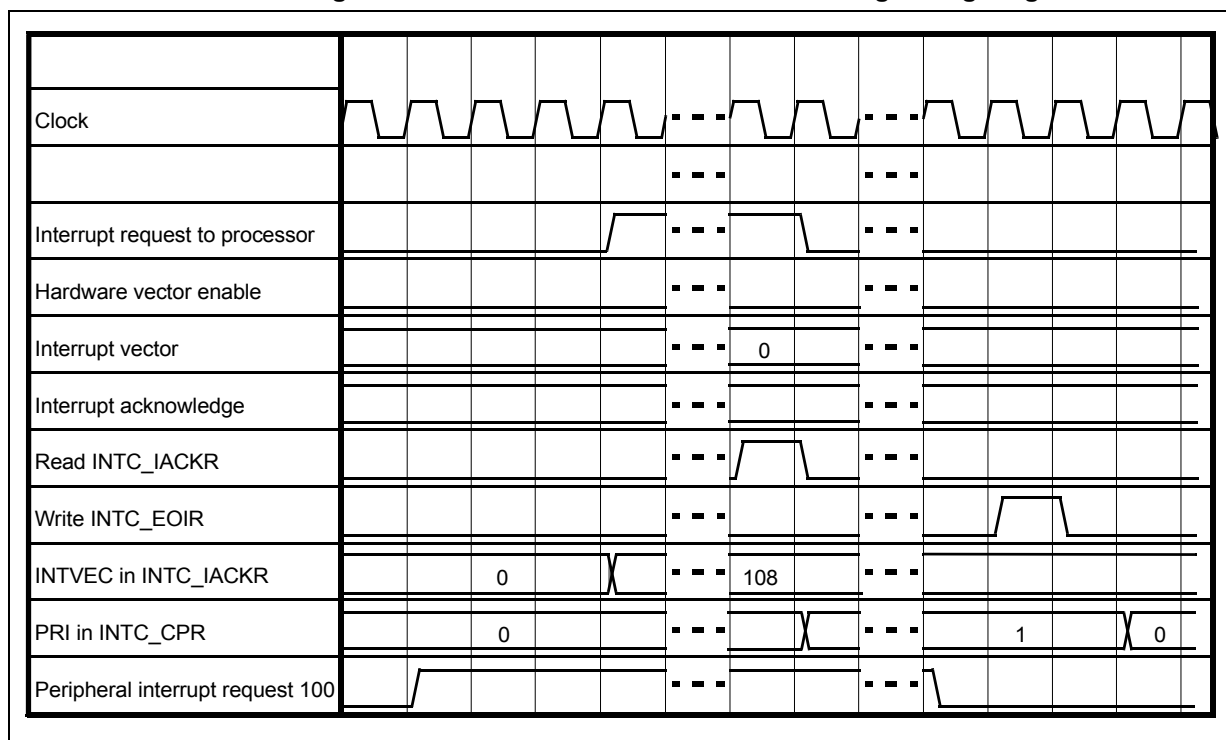 Clock
Interrupt request to processor
Hardware vector enable
Interrupt vector
0
Interrupt acknowledge
Read INTC_IACKR
Write INTC_EOIR
INTVEC in INTC_IACKR
0
108
PRI in INTC_CPR
0
1
0
Peripheral interrupt request 100